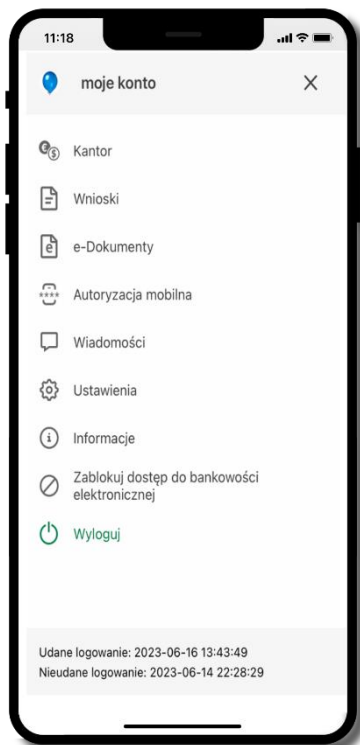 11:18
moje konto
Kantor
Wnioski
e-Dokumenty
Autoryzacja mobilna
Wiadomości
Ustawienia
Informacje
Zablokuj dostęp do bankowości
elektronicznej
Wyloguj
Udane logowanie: 2023-06-16 13:43:49
Nieudane logowanie: 2023-06-14 22:28:29